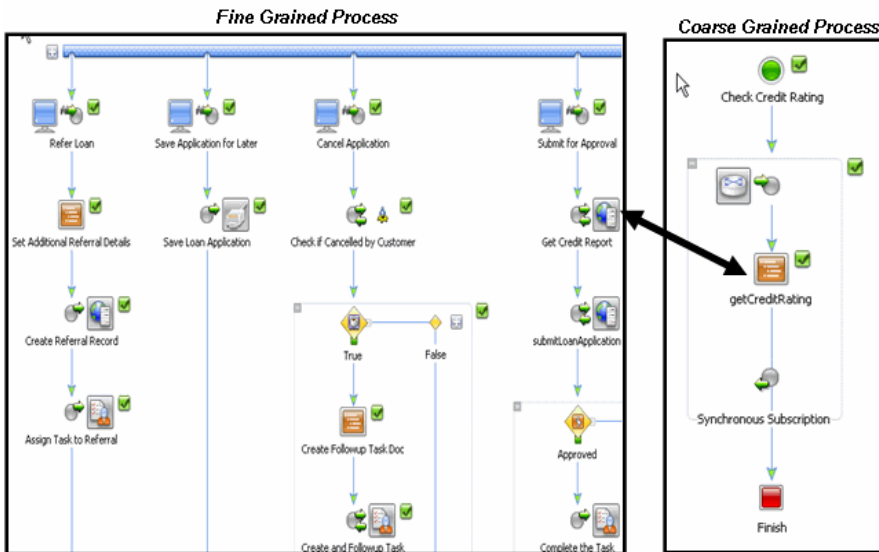 Fine Grained Process
Coarse Grained Process
Refer Loan
Save Application for Later
Cancel Application
Submit for Approval
Set Additional Referral Details
Save Loan Application
Check if Cancelled by Customer
Get Credit Report
Create Referral Record
True
False
submitLoanApplication
Assign Task to Referral
Create Followup Task Doc
Approved
Create and Followup Task
Complete the Task
Check Credit Rating
getCreditRating
Synchronous Subscription
Finish